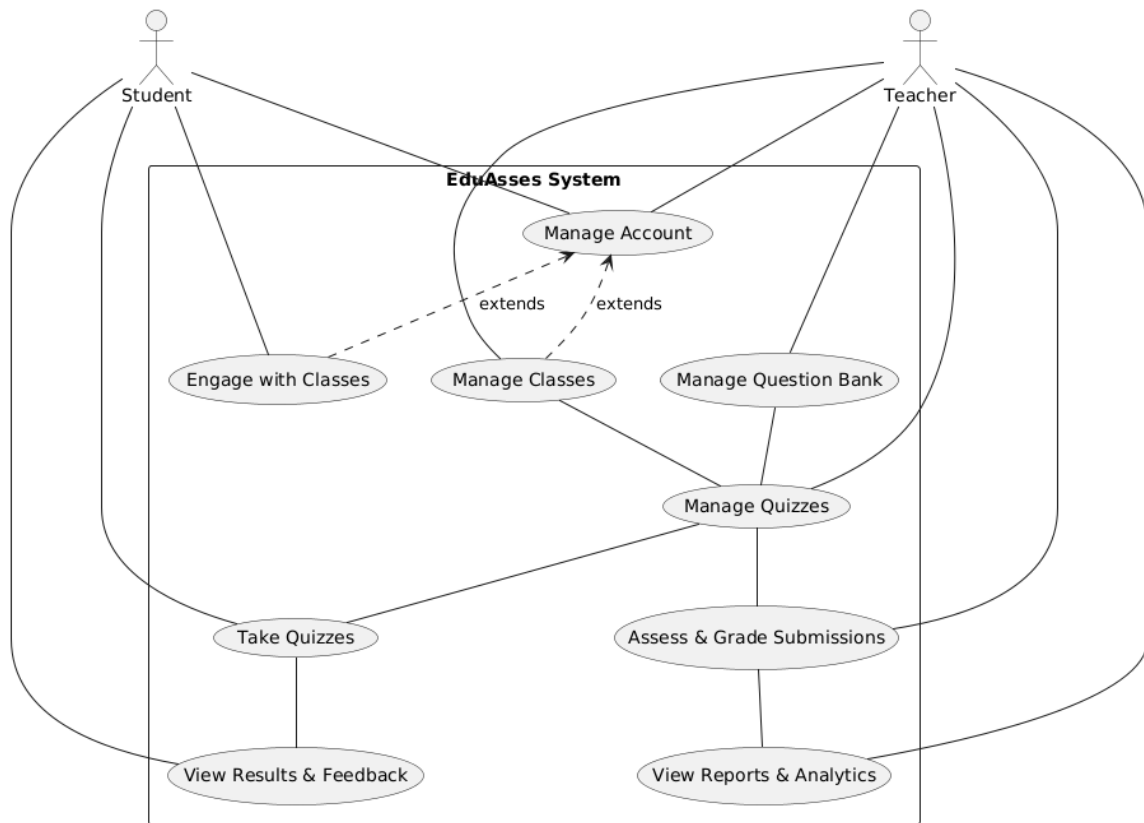 Student
Teacher
EduAsses System
Manage Account
extends
extends
Engage with Classes
Manage Classes
Manage Question Bank
Manage Quizzes
Take Quizzes
Assess & Grade Submissions
View Results & Feedback
View Reports & Analytics